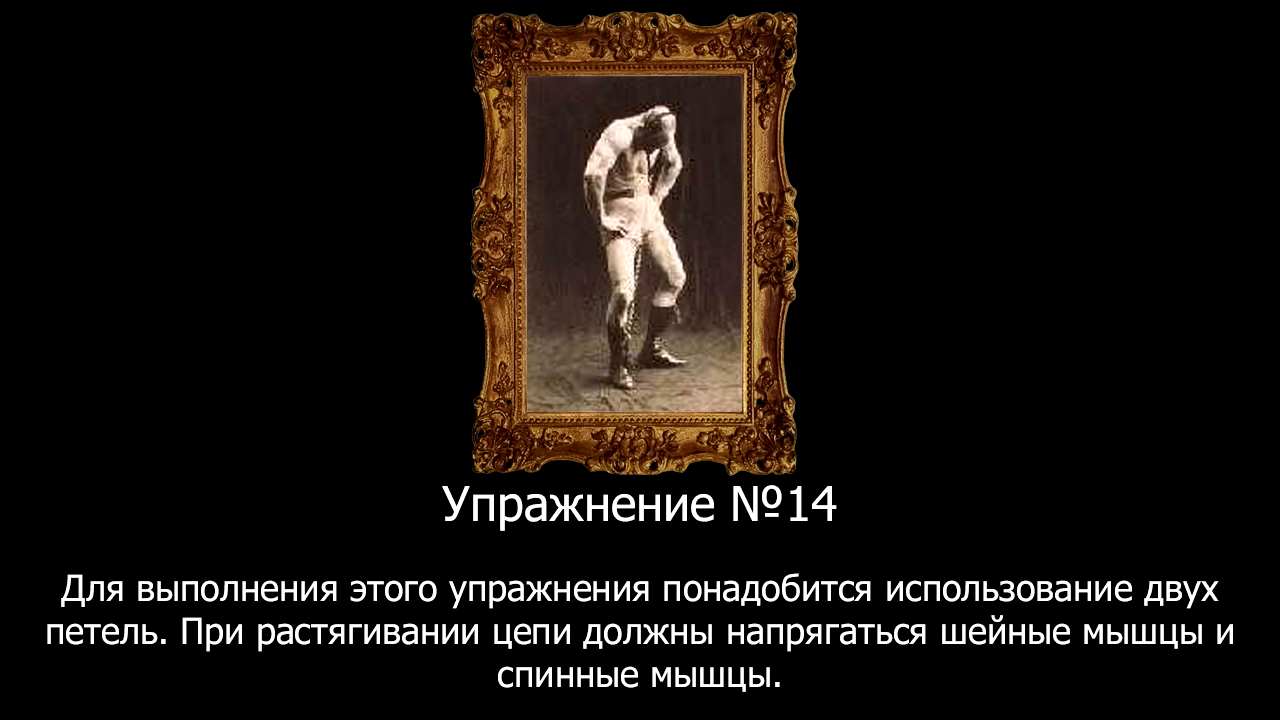 Упражнение №14
Для выполнения этого упражнения понадобится использование двух
петель. При растягивании цепи должны напрягаться шейные мышцы и
спинные мышцы.